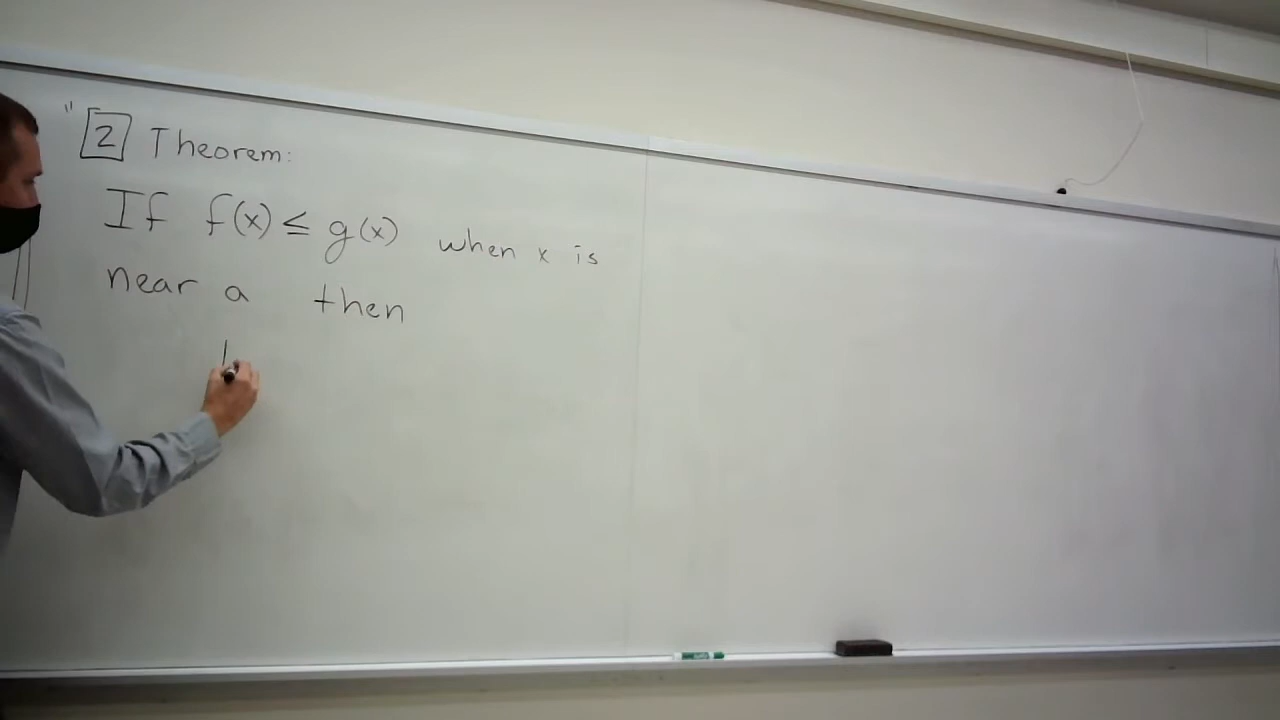 " 2 Theorem:
If f(x) ≤ g(x) when x is
near a then
l